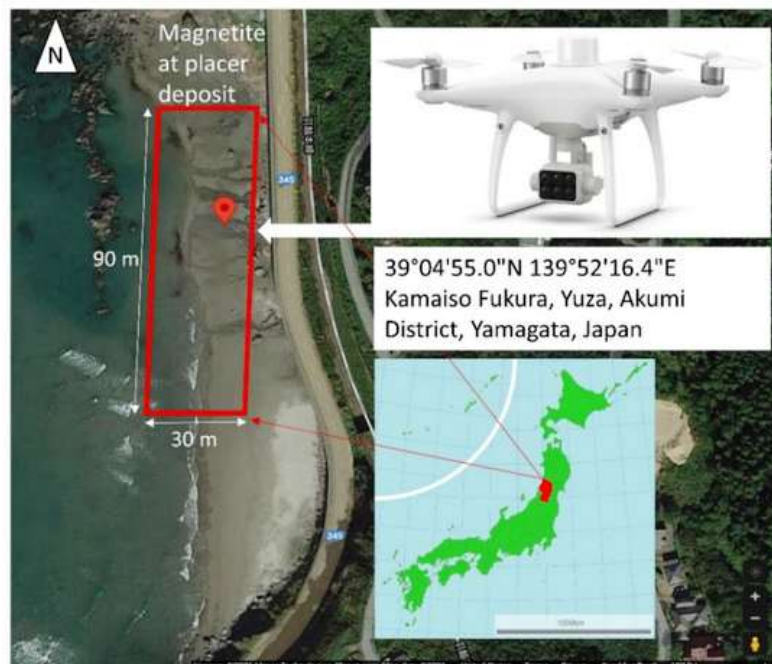 N
Magnetite
at placer
deposit
345
90 m
39°04'55.0"N 139°52'16.4"E
Kamaiso Fukura, Yuza, Akumi
District, Yamagata, Japan
30 m
345
+
−